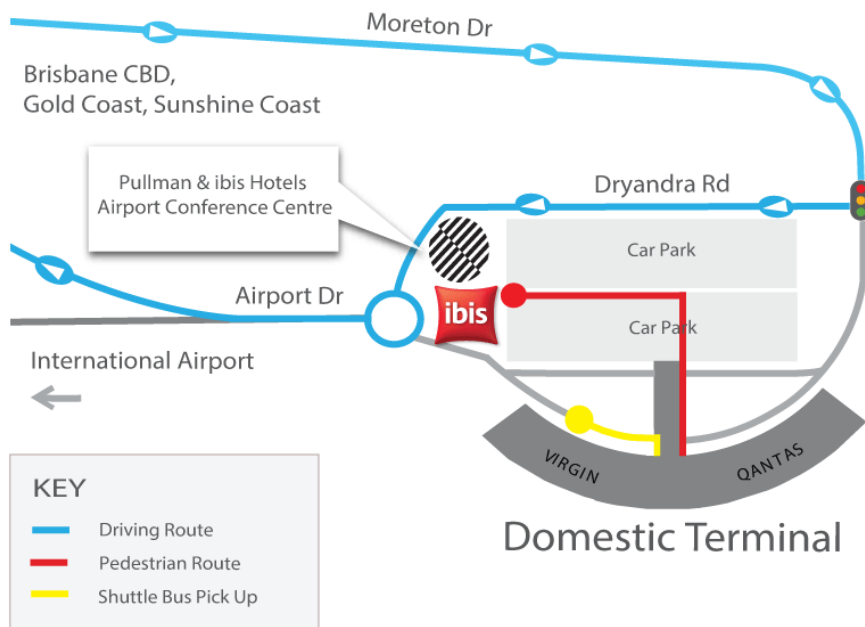 Moreton Dr
Brisbane CBD,
Gold Coast, Sunshine Coast
Pullman & ibis Hotels
Airport Conference Centre
Dryandra Rd
Car Park
Airport Dr
ibis
Car Park
International Airport
VIRGIN
QANTAS
Domestic Terminal
KEY
Driving Route
Pedestrian Route
Shuttle Bus Pick Up